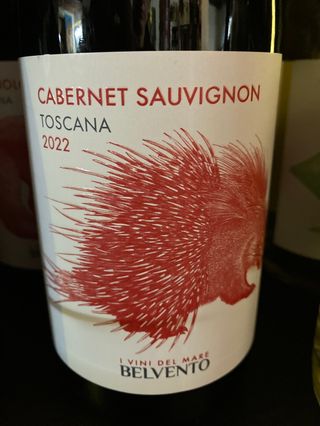 CABERNET SAUVIGNON
TOSCANA
2022
I VINI DEL MARE
BELVENTO